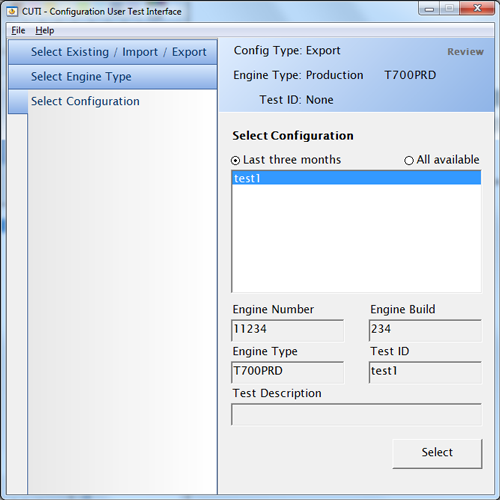 CUTI - Configuration User Test Interface
File Help
Select Existing / Import / Export
Select Engine Type
Select Configuration
Config Type: Export
Review
Engine Type: Production T700PRD
Test ID: None
Select Configuration
Last three months All available
test1
Engine Number Engine Build
11234 234
Engine Type Test ID
T700PRD test1
Test Description
Select